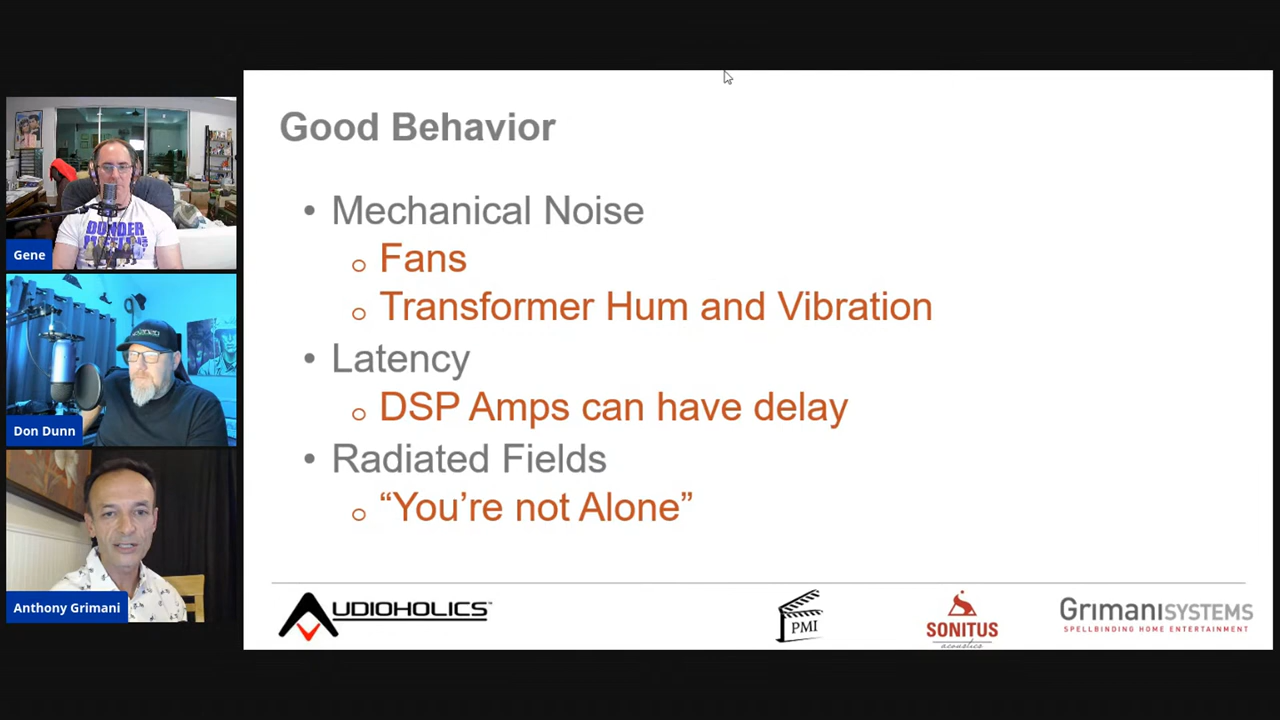 Good Behavior
• Mechanical Noise
o Fans
o Transformer Hum and Vibration
• Latency
o DSP Amps can have delay
• Radiated Fields
o “You’re not Alone”
DUNDER
Gene
Don Dunn
Anthony Grimani
AUDIOHOLICS
PMI
SONITUS
acoustics
GRIMANISYSTEMS
SPELLBINDING HOME ENTERTAINMENT